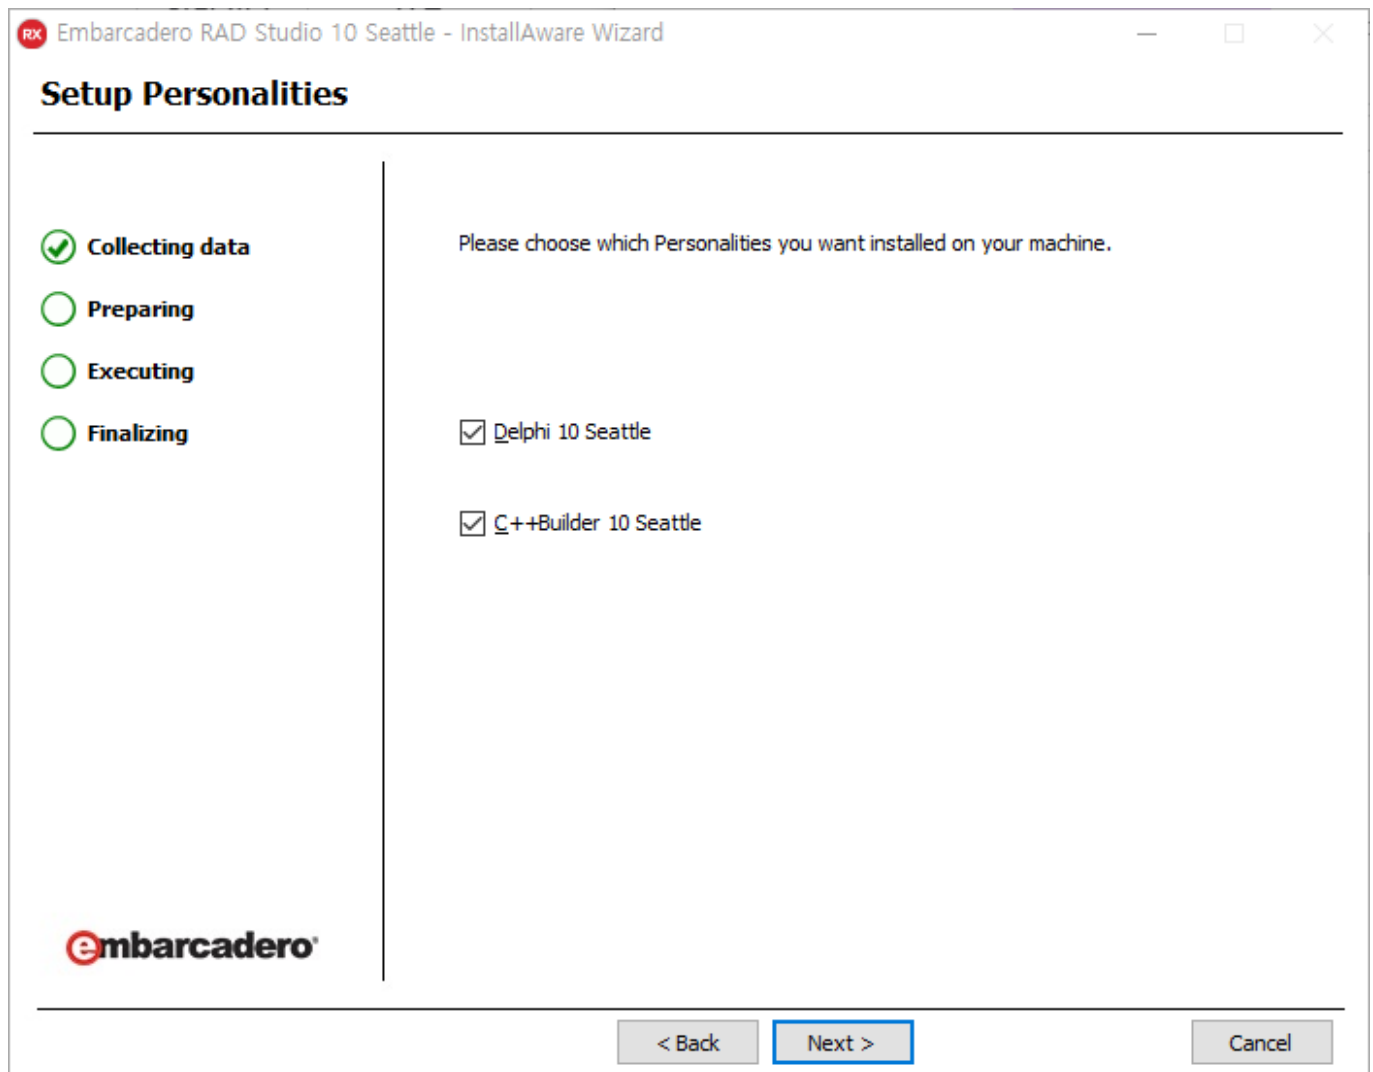 RX Embarcadero RAD Studio 10 Seattle - InstallAware Wizard
Setup Personalities
Collecting data
Preparing
Executing
Finalizing
Please choose which Personalities you want installed on your machine.
Delphi 10 Seattle
C++Builder 10 Seattle
embarcadero
< Back
Next >
Cancel